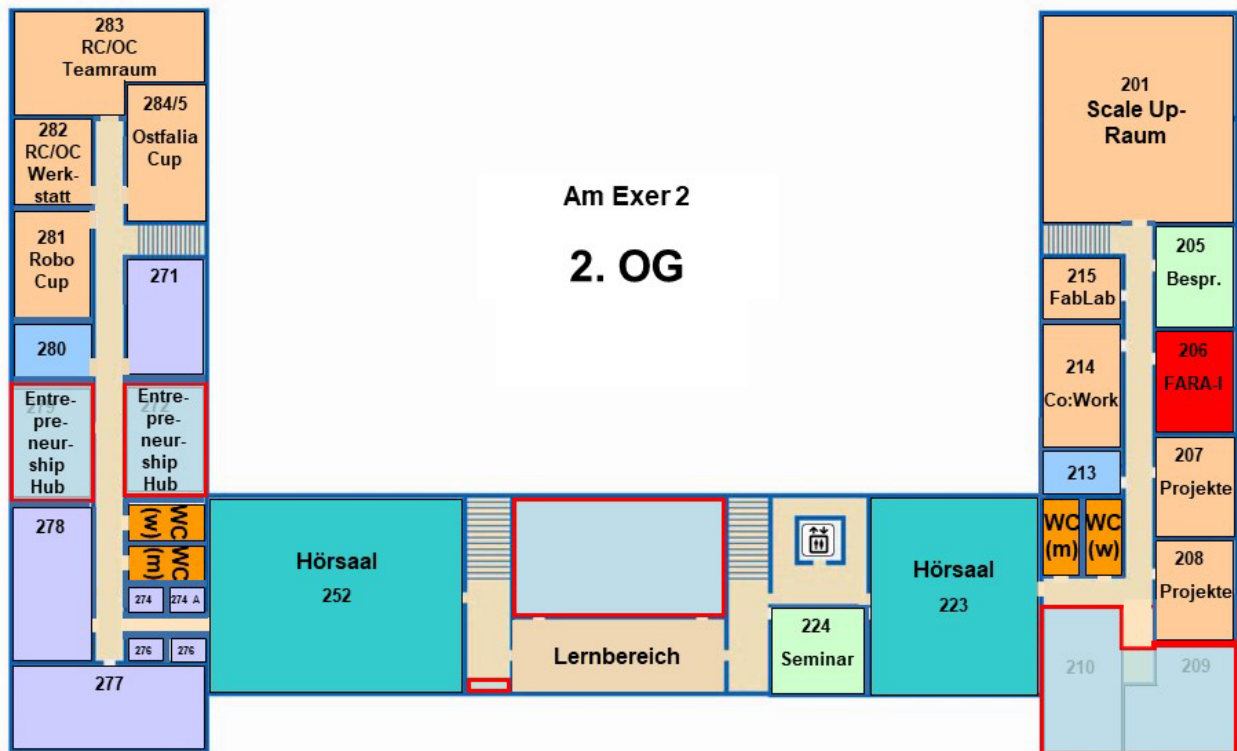 283
RC/OC
Teamraum
284/5
Ostfalia
Cup
282
RC/OC
Werk-
statt
281
Robo
Cup
271
280
279
Entre-
pre-
neur-
ship
Hub
272
Entre-
pre-
neur-
ship
Hub
278
WC
(w)
WC
(m)
274
274 A
276
276
277
Am Exer 2
2. OG
Hörsaal
252
Lernbereich
224
Seminar
Hörsaal
223
201
Scale Up-
Raum
205
Bespr.
215
FabLab
206
FARA-I
214
Co:Work
207
Projekte
213
WC
(m)
WC
(w)
208
Projekte
210
209